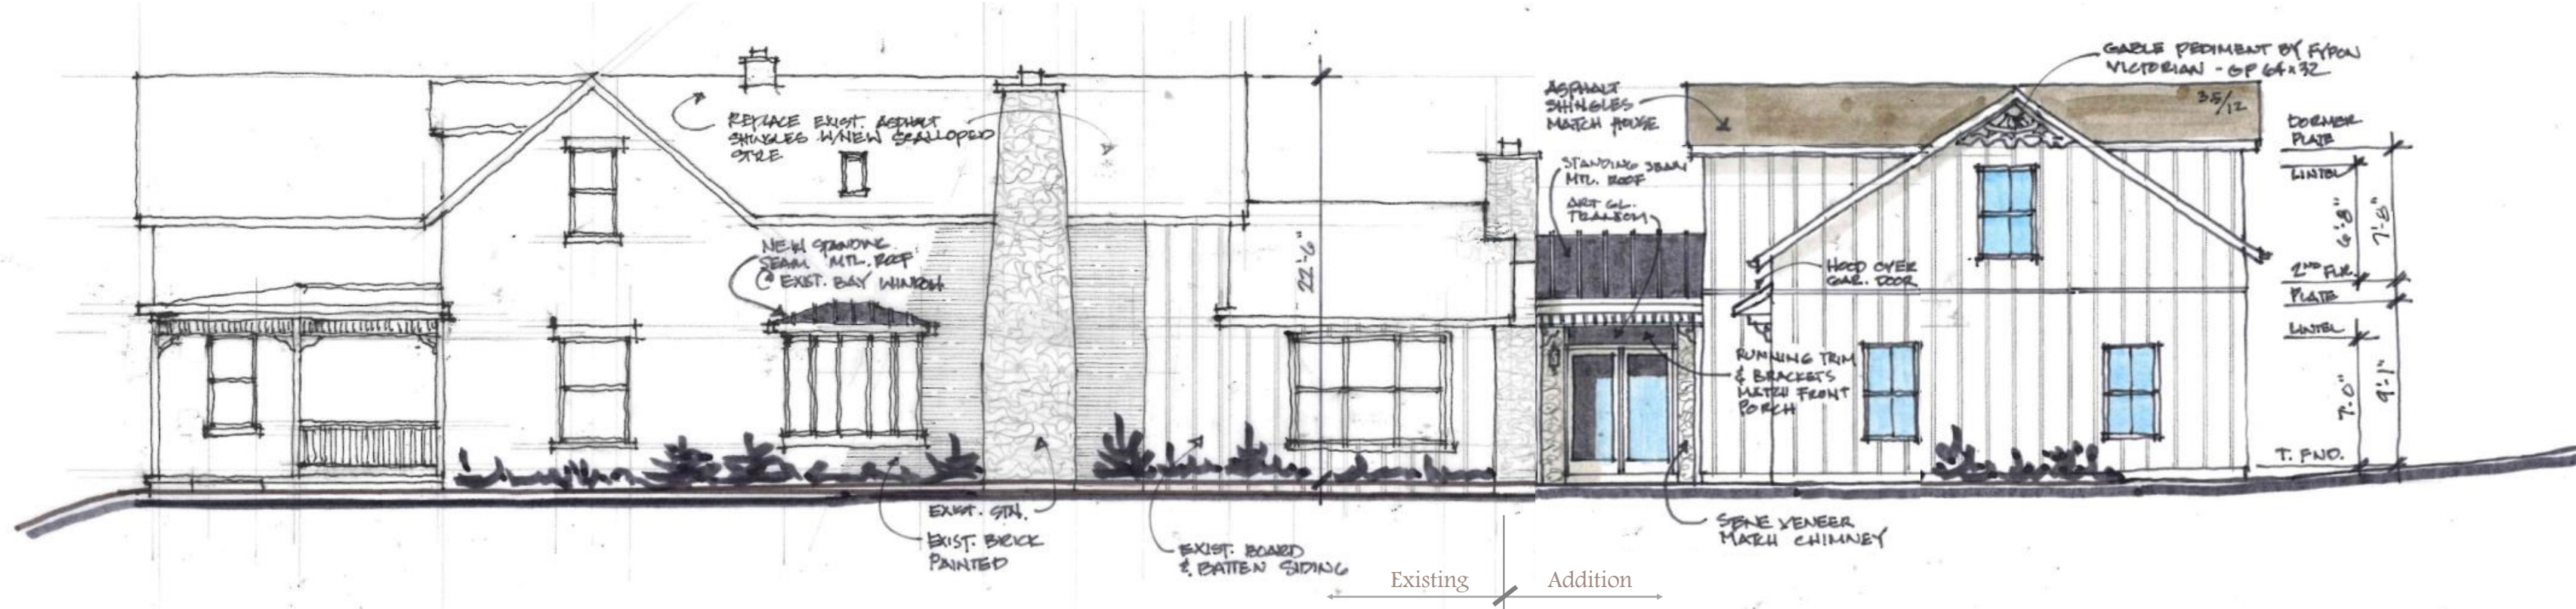 REPLACE EXIST. ASPHALT
SHINGLES W/NEW SCALLOPED
STYLE
NEW STANDING
SEAM MTL. ROOF
@ EXIST. BAY WINDOW
22'-6"
EXIST. STN.
EXIST. BRICK
PAINTED
EXIST. BOARD
& BATTEN SIDING
Existing
Addition
ASPHALT
SHINGLES
MATCH HOUSE
STANDING SEAM
MTL. ROOF
ART GL.
TRANSOM
GABLE PEDIMENT BY FYPON
VICTORIAN - GP 64x32
HOOD OVER
GAR. DOOR
RUNNING TRIM
& BRACKETS
MATCH FRONT
PORCH
STONE VENEER
MATCH CHIMNEY
DORMER
PLATE
LINTEL
6'-8"
7'-8"
2ND FLR.
PLATE
LINTEL
7'-0"
9'-1"
T. FND.